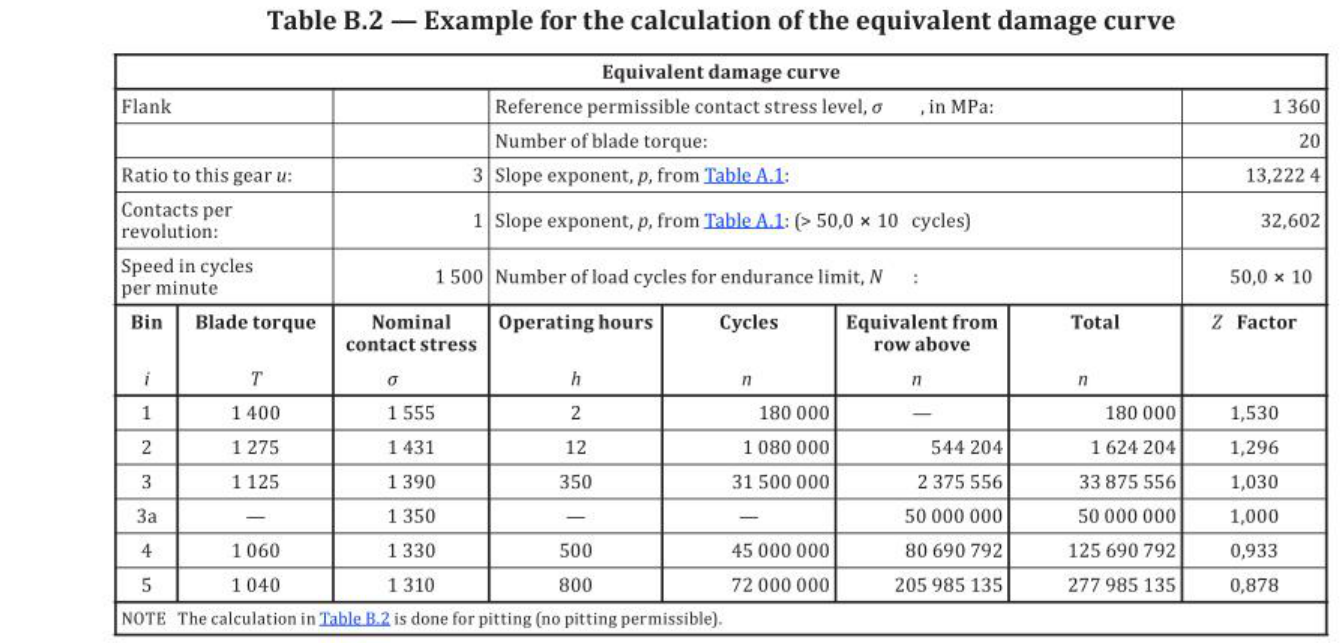 Table B.2 — Example for the calculation of the equivalent damage curve
Equivalent damage curve
Flank Reference permissible contact stress level, σ , in MPa: 1 360
Number of blade torque: 20
Ratio to this gear u: 3 Slope exponent, p, from Table A.1: 13,222 4
Contacts per
revolution: 1 Slope exponent, p, from Table A.1: (> 50,0 × 10 cycles) 32,602
Speed in cycles
per minute 1 500 Number of load cycles for endurance limit, N : 50,0 × 10
Bin Blade torque Nominal contact stress Operating hours Cycles Equivalent from row above Total Z Factor
i T σ h n n n
1 1 400 1 555 2 180 000 — 180 000 1,530
2 1 275 1 431 12 1 080 000 544 204 1 624 204 1,296
3 1 125 1 390 350 31 500 000 2 375 556 33 875 556 1,030
3a — 1 350 — — 50 000 000 50 000 000 1,000
4 1 060 1 330 500 45 000 000 80 690 792 125 690 792 0,933
5 1 040 1 310 800 72 000 000 205 985 135 277 985 135 0,878
NOTE The calculation in Table B.2 is done for pitting (no pitting permissible).